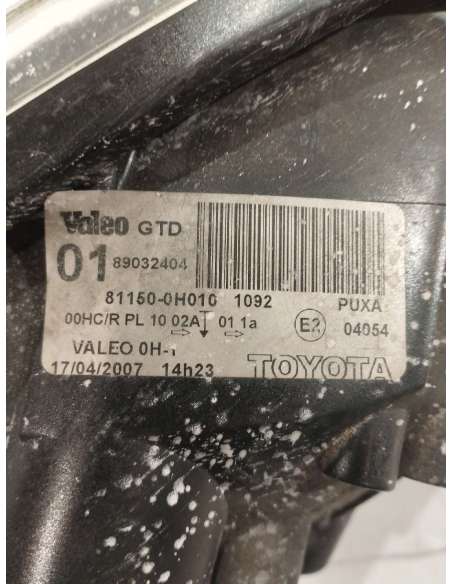 Valeo GTD
01 89032404
81150-0H010 1092 PUXA
00HC/R PL 10 02A 01 1a E2 04054
VALEO 0H-1
17/04/2007 14h23 TOYOTA